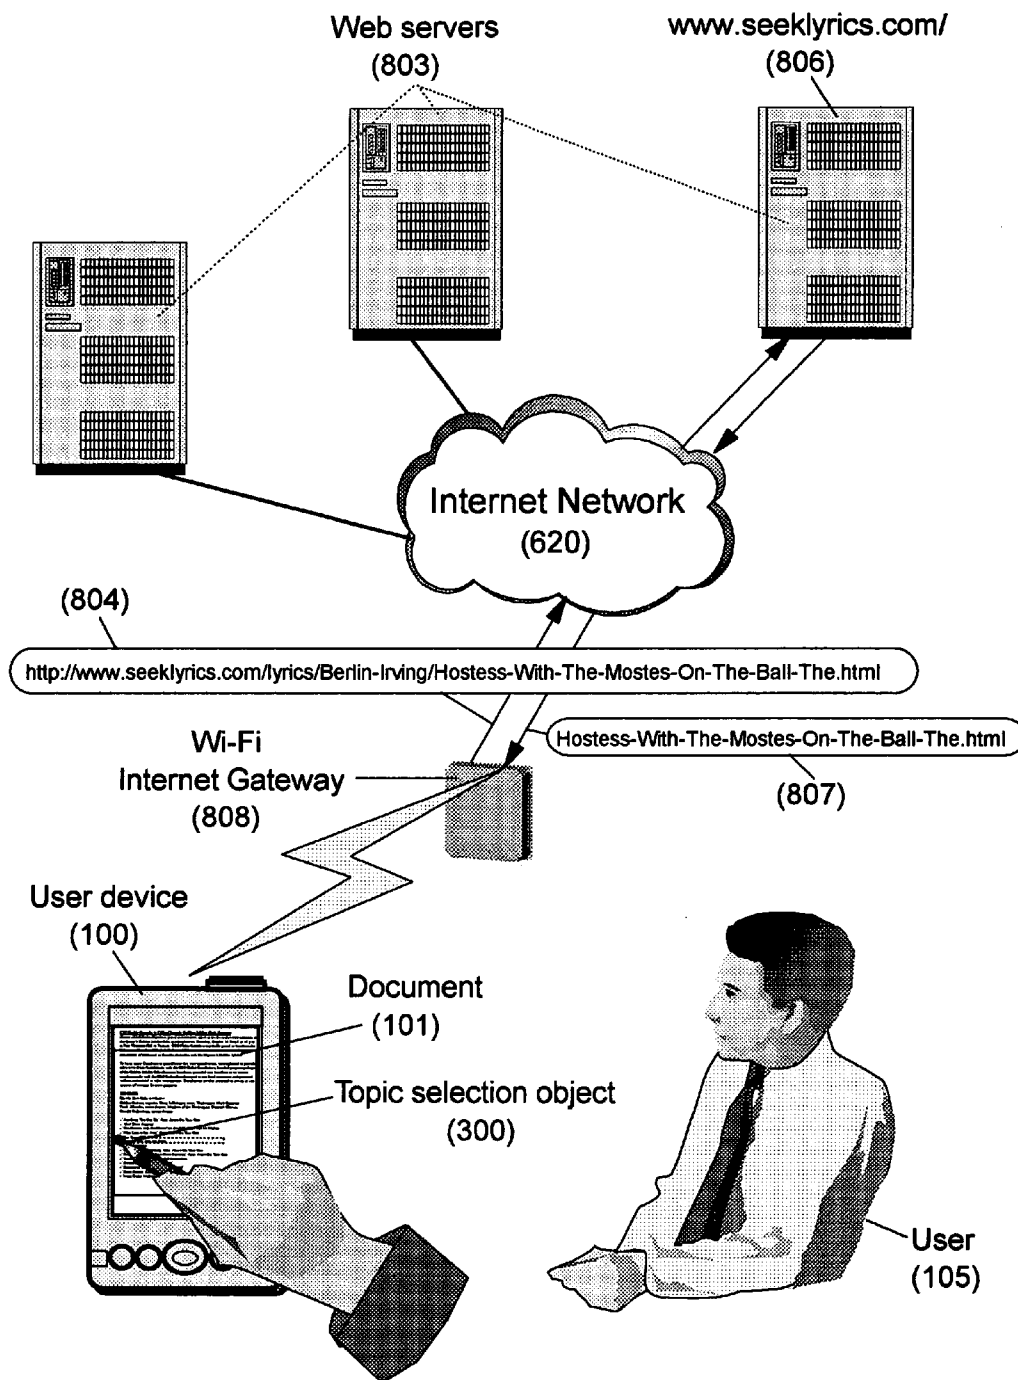 Web servers
(803)
www.seeklyrics.com/
(806)
Internet Network
(620)
(804)
http://www.seeklyrics.com/lyrics/Berlin-Irving/Hostess-With-The-Mostes-On-The-Ball-The.html
Hostess-With-The-Mostes-On-The-Ball-The.html
(807)
Wi-Fi
Internet Gateway
(808)
User device
(100)
Document
(101)
Topic selection object
(300)
User
(105)